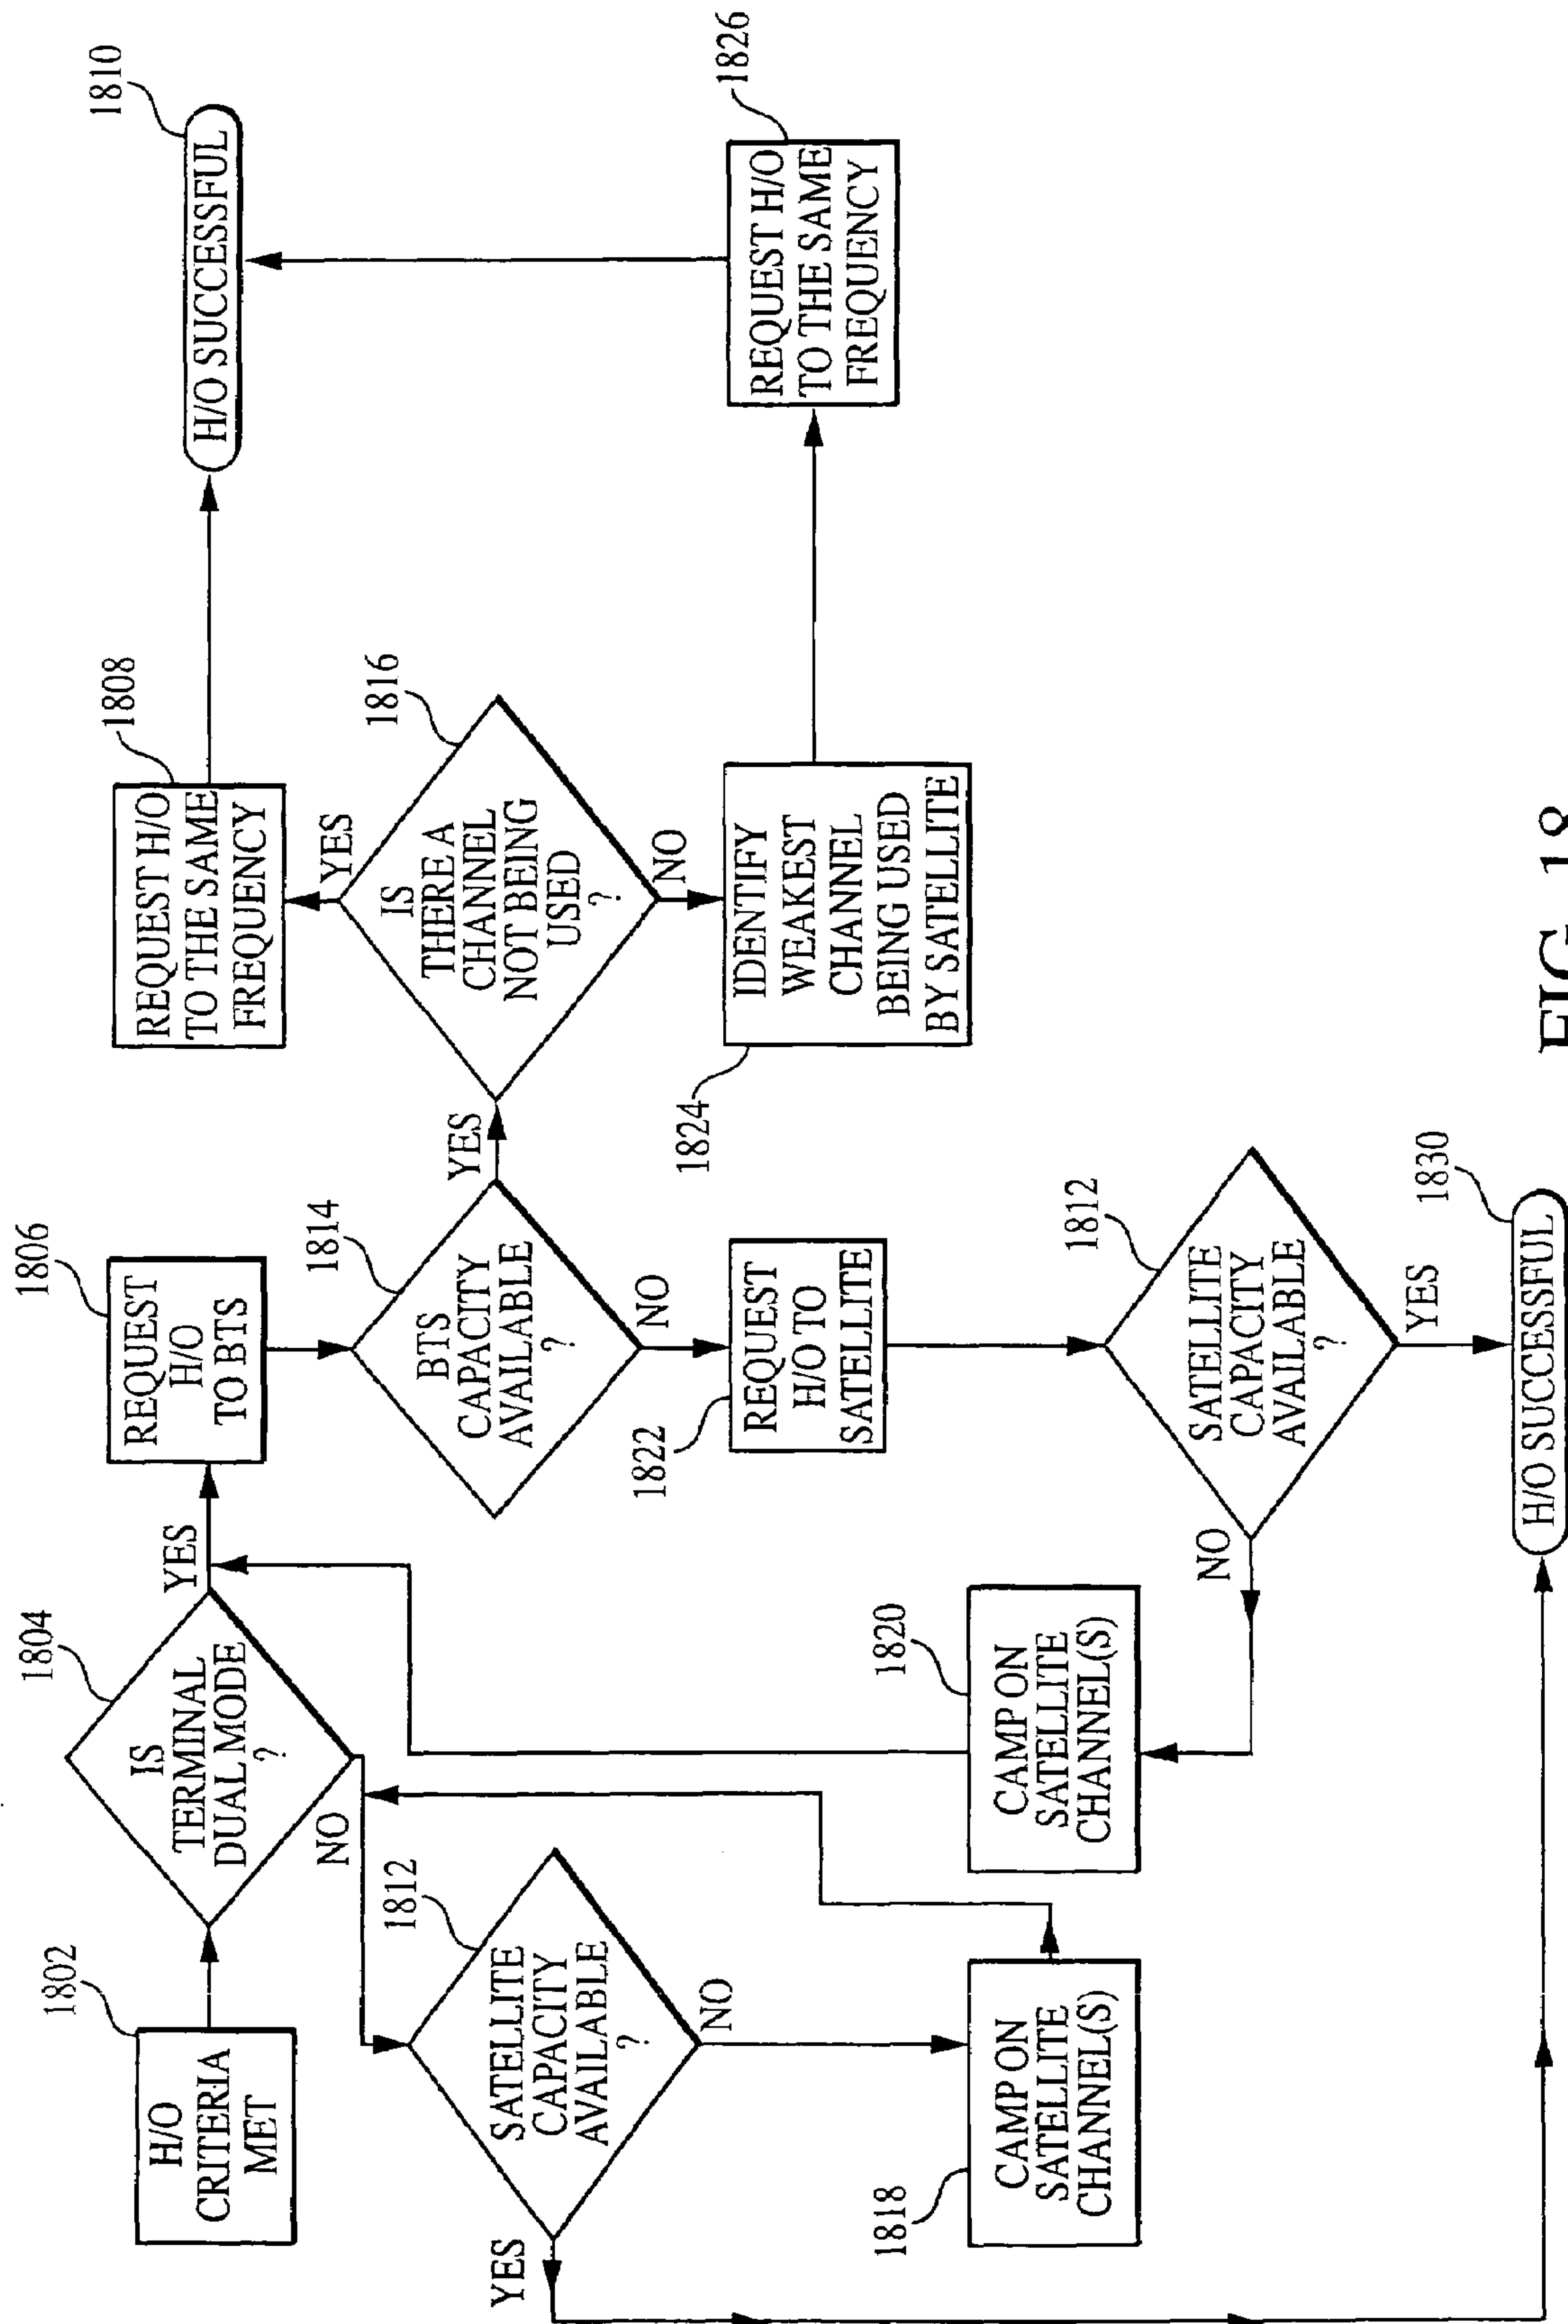 1802
H/O
CRITERIA
MET
1804
IS
TERMINAL
DUAL MODE
?
YES
NO
1806
REQUEST
H/O
TO BTS
1808
REQUEST H/O
TO THE SAME
FREQUENCY
1810
H/O SUCCESSFUL
1812
SATELLITE
CAPACITY
AVAILABLE
?
YES
NO
1814
BTS
CAPACITY
AVAILABLE
?
YES
NO
1816
IS
THERE A
CHANNEL
NOT BEING
USED
?
YES
NO
1818
CAMP ON
SATELLITE
CHANNEL(S)
1820
CAMP ON
SATELLITE
CHANNEL(S)
1822
REQUEST
H/O TO
SATELLITE
1824
IDENTIFY
WEAKEST
CHANNEL
BEING USED
BY SATELLITE
1826
REQUEST H/O
TO THE SAME
FREQUENCY
1812
SATELLITE
CAPACITY
AVAILABLE
?
NO
YES
1830
H/O SUCCESSFUL
FIG. 18